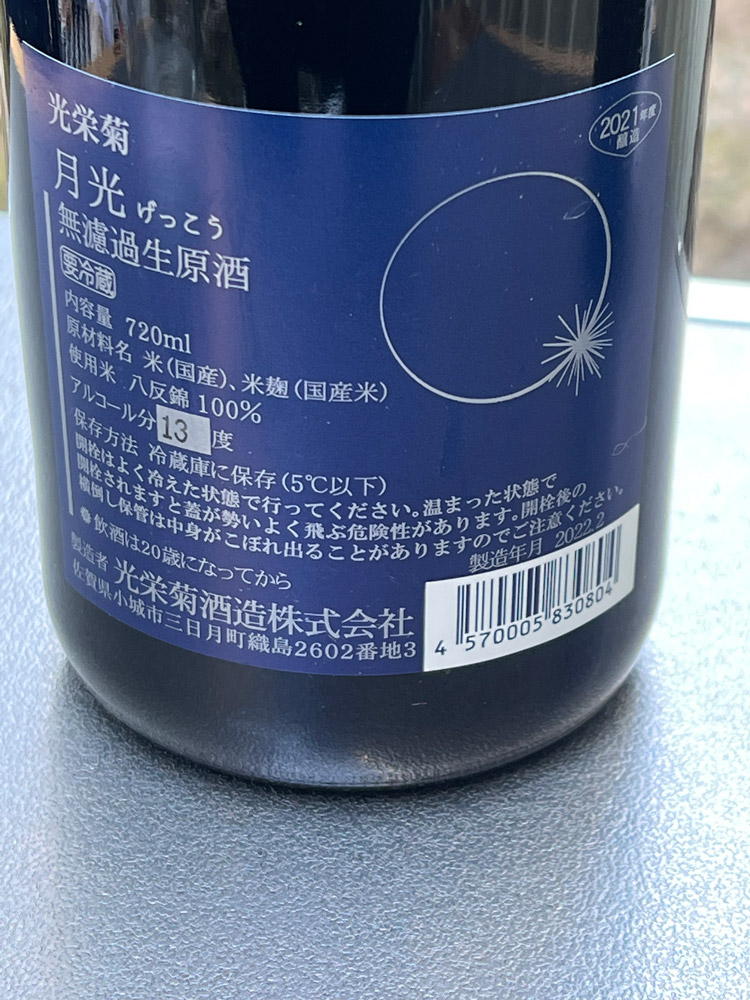 光栄菊
2021年度
醸造
月光 げっこう
無濾過生原酒
要冷蔵
内容量 720ml
原材料名 米(国産)、米麹(国産米)
使用米 八反錦 100%
アルコール分 13 度
保存方法 冷蔵庫に保存(5℃以下)
開栓はよく冷えた状態で行ってください。温まった状態で
開栓されますと蓋が勢いよく飛ぶ危険性があります。開栓後の
横倒し保管は中身がこぼれ出ることがありますのでご注意ください。
飲酒は20歳になってから
製造年月 2022.2
製造者 光栄菊酒造株式会社
佐賀県小城市三日月町織島2602番地3
4 570005 830804